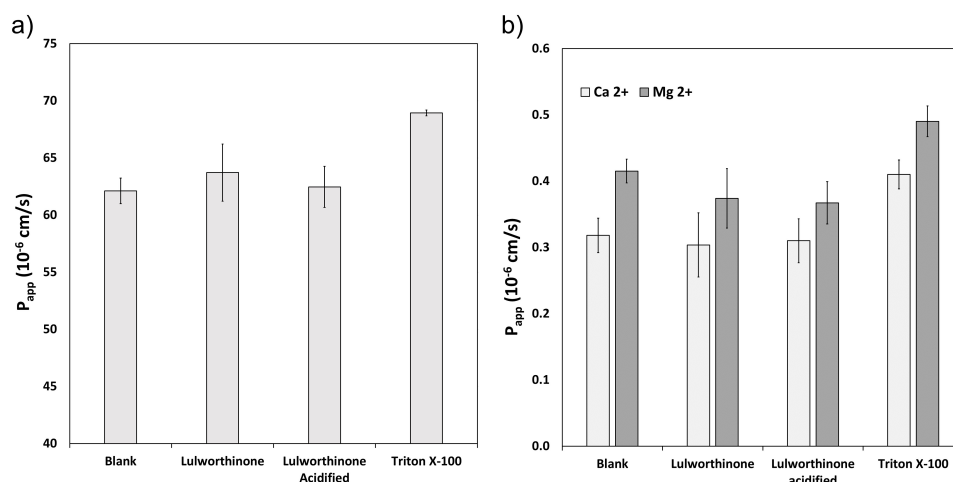 a)
75
70
65
60
55
50
45
40
P_app (10^-6 cm/s)
Blank
Lulworthinone
Lulworthinone
Acidified
Triton X-100
b)
0.6
0.5
0.4
0.3
0.2
0.1
0.0
P_app (10^-6 cm/s)
Ca 2+ Mg 2+
Blank
Lulworthinone
Lulworthinone
acidified
Triton X-100